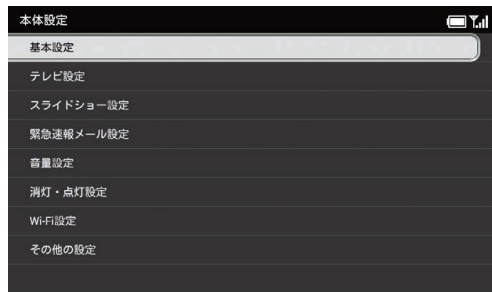 本体設定
基本設定
テレビ設定
スライドショー設定
緊急速報メール設定
音量設定
消灯・点灯設定
Wi-Fi設定
その他の設定